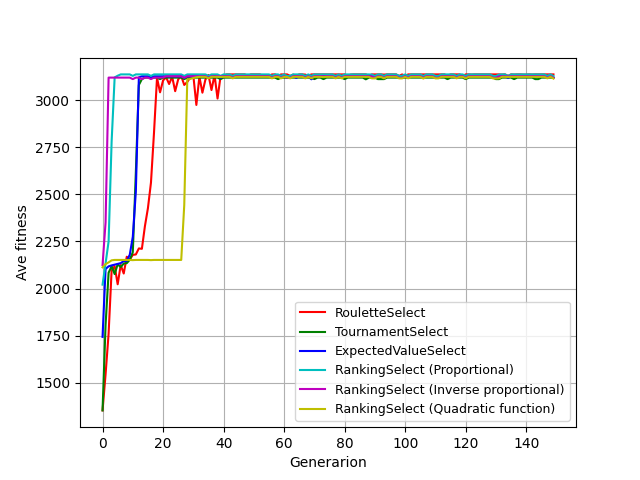 3000
2750
2500
2250
2000
1750
1500
Ave fitness
0 20 40 60 80 100 120 140
Generarion
RouletteSelect
TournamentSelect
ExpectedValueSelect
RankingSelect (Proportional)
RankingSelect (Inverse proportional)
RankingSelect (Quadratic function)